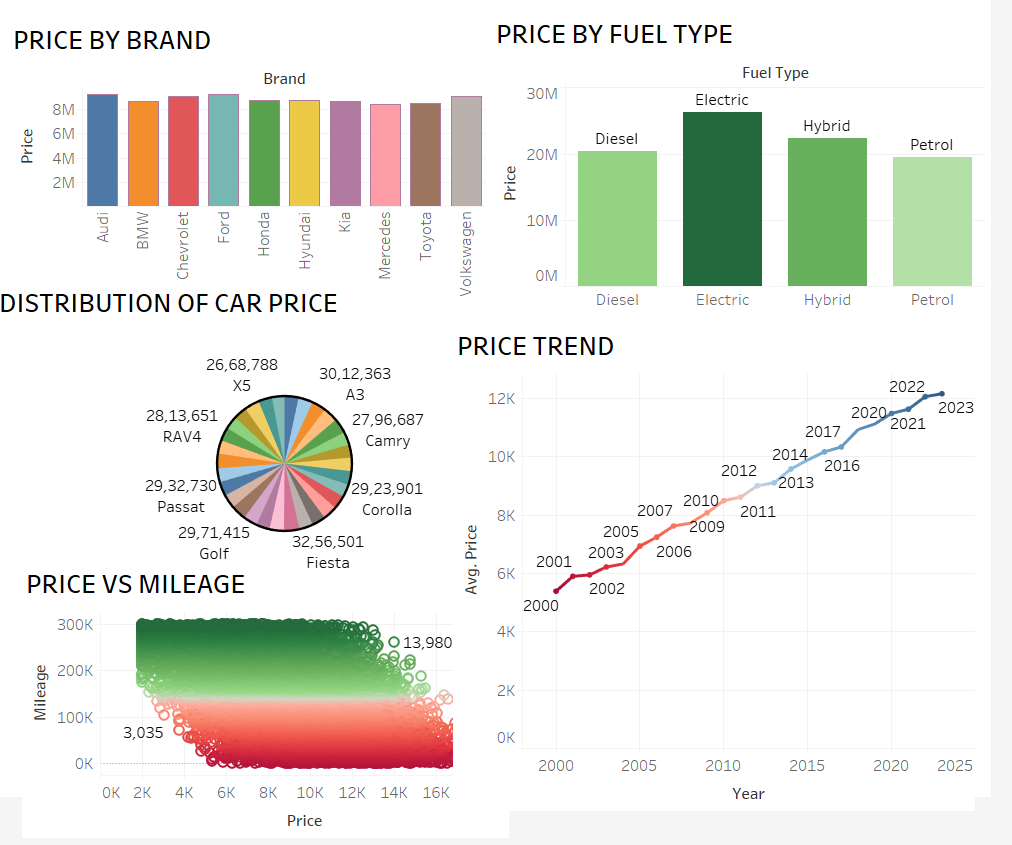 PRICE BY BRAND
Brand
Price
8M
6M
4M
2M
Audi
BMW
Chevrolet
Ford
Honda
Hyundai
Kia
Mercedes
Toyota
Volkswagen
PRICE BY FUEL TYPE
Fuel Type
Price
30M
20M
10M
0M
Diesel
Electric
Hybrid
Petrol
Diesel
Electric
Hybrid
Petrol
DISTRIBUTION OF CAR PRICE
26,68,788
X5
30,12,363
A3
28,13,651
RAV4
27,96,687
Camry
29,32,730
Passat
29,23,901
Corolla
29,71,415
Golf
32,56,501
Fiesta
PRICE TREND
Avg. Price
12K
10K
8K
6K
4K
2K
0K
2000
2001
2002
2003
2005
2006
2007
2009
2010
2011
2012
2013
2014
2016
2017
2020
2021
2022
2023
2000
2005
2010
2015
2020
2025
Year
PRICE VS MILEAGE
Mileage
300K
200K
100K
0K
13,980
3,035
0K
2K
4K
6K
8K
10K
12K
14K
16K
Price